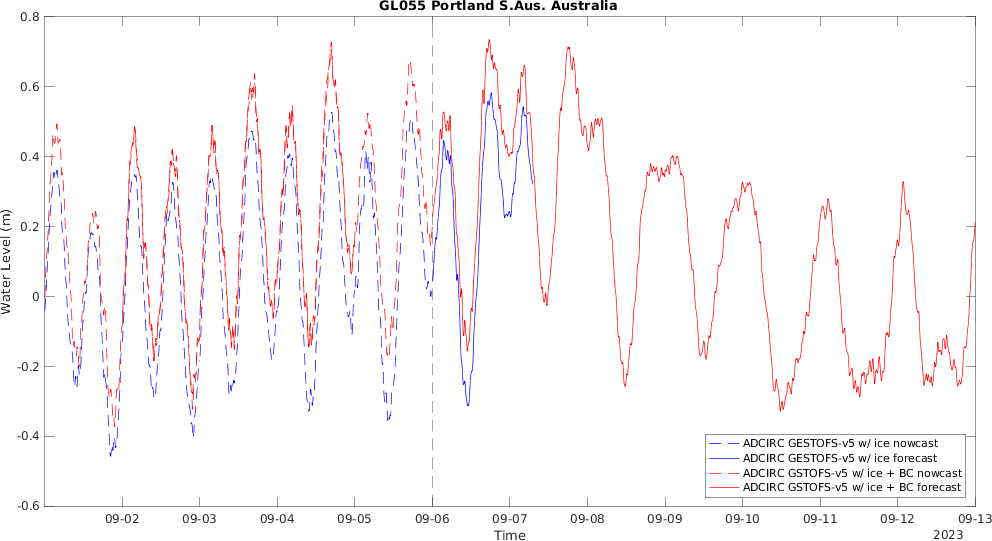 GL055 Portland S.Aus. Australia
0.8
0.6
0.4
0.2
0
-0.2
-0.4
-0.6
Water Level (m)
ADCIRC GESTOFS-v5 w/ ice nowcast
ADCIRC GESTOFS-v5 w/ ice forecast
ADCIRC GSTOFS-v5 w/ ice + BC nowcast
ADCIRC GSTOFS-v5 w/ ice + BC forecast
09-02 09-03 09-04 09-05 09-06 09-07 09-08 09-09 09-10 09-11 09-12 09-13
Time
2023